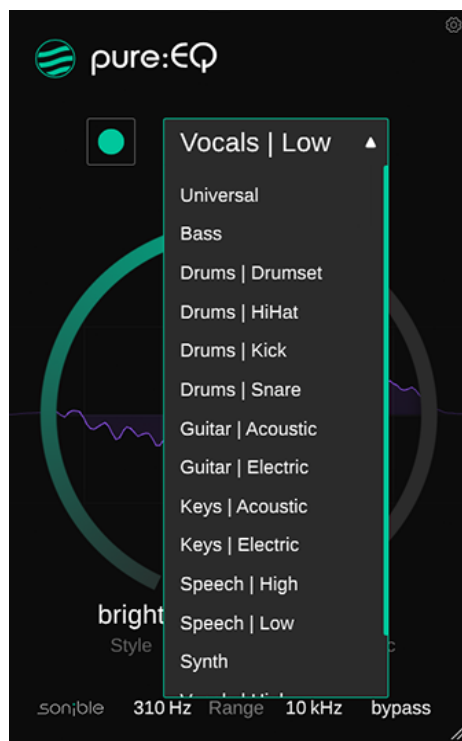 pure:EQ
Vocals | Low
Universal
Bass
Drums | Drumset
Drums | HiHat
Drums | Kick
Drums | Snare
Guitar | Acoustic
Guitar | Electric
Keys | Acoustic
Keys | Electric
Speech | High
Speech | Low
Synth
bright
Style
sonible 310 Hz Range 10 kHz bypass